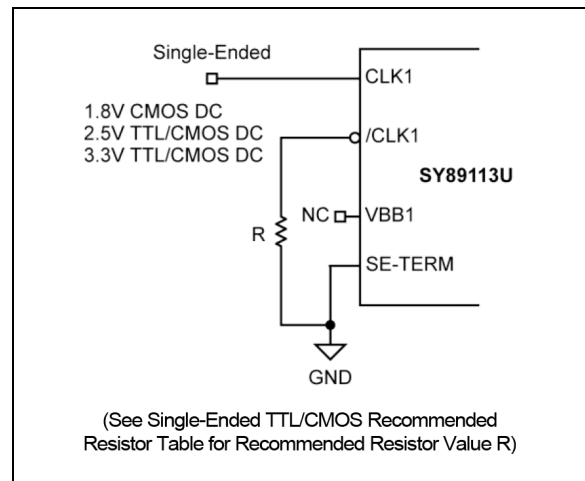 Single-Ended
CLK1
1.8V CMOS DC
2.5V TTL/CMOS DC
3.3V TTL/CMOS DC
/CLK1
SY89113U
NC
VBB1
R
SE-TERM
GND
(See Single-Ended TTL/CMOS Recommended
Resistor Table for Recommended Resistor Value R)